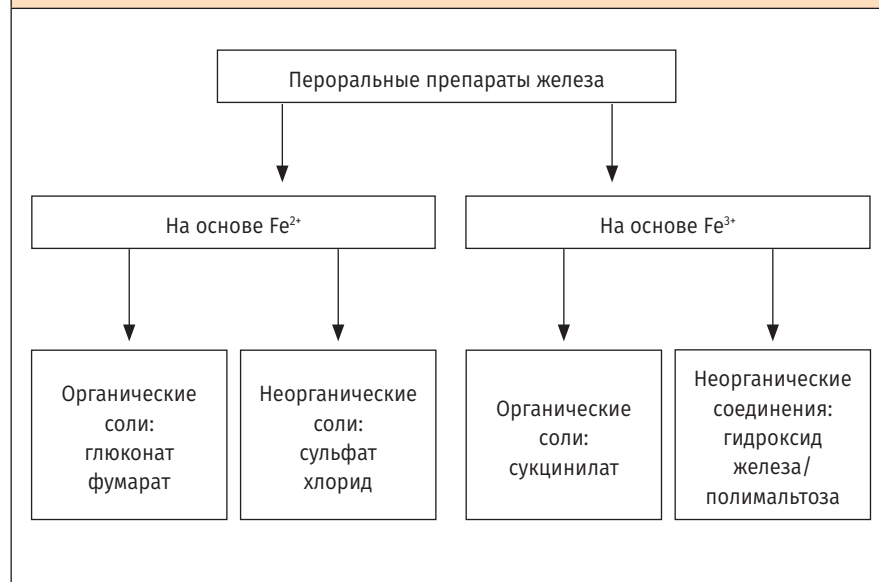 Пероральные препараты железа
На основе Fe²⁺
На основе Fe³⁺
Органические
соли:
глюконат
фумарат
Неорганические
соли:
сульфат
хлорид
Органические
соли:
сукцинилат
Неорганические
соединения:
гидроксид
железа/
полимальтоза